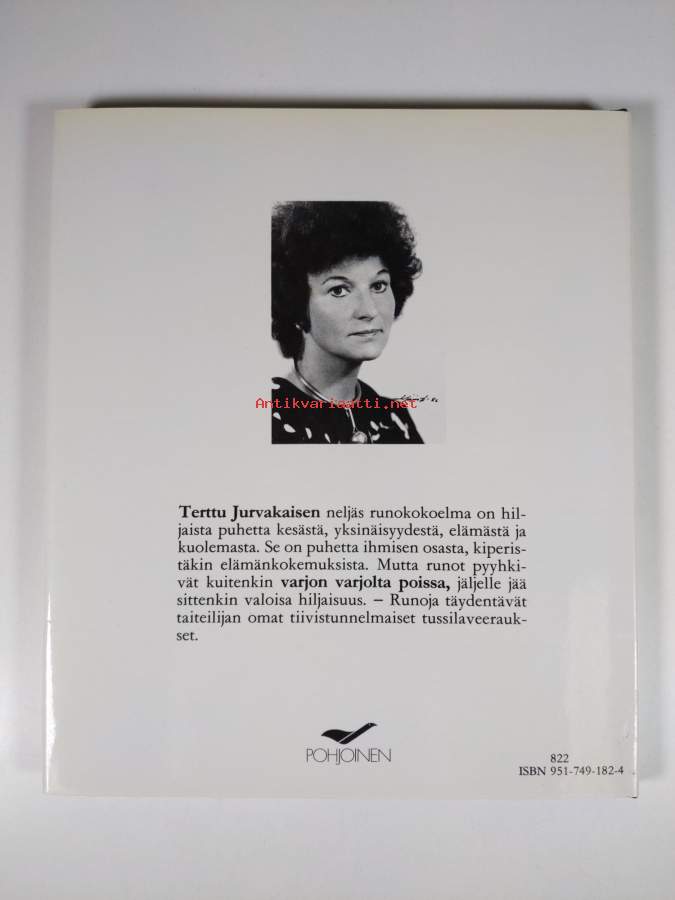 Antikvariaatti.net
Terttu Jurvakaisen neljäs runokokoelma on hil-
jaista puhetta kesästä, yksinäisyydestä, elämästä ja
kuolemasta. Se on puhetta ihmisen osasta, kiperis-
täkin elämänkokemuksista. Mutta runot pyyhki-
vät kuitenkin varjon varjolta poissa, jäljelle jää
sittenkin valoisa hiljaisuus. – Runoja täydentävät
taiteilijan omat tiivistunnelmaiset tussilaveerauk-
set.
POHJOINEN
822
ISBN 951-749-182-4